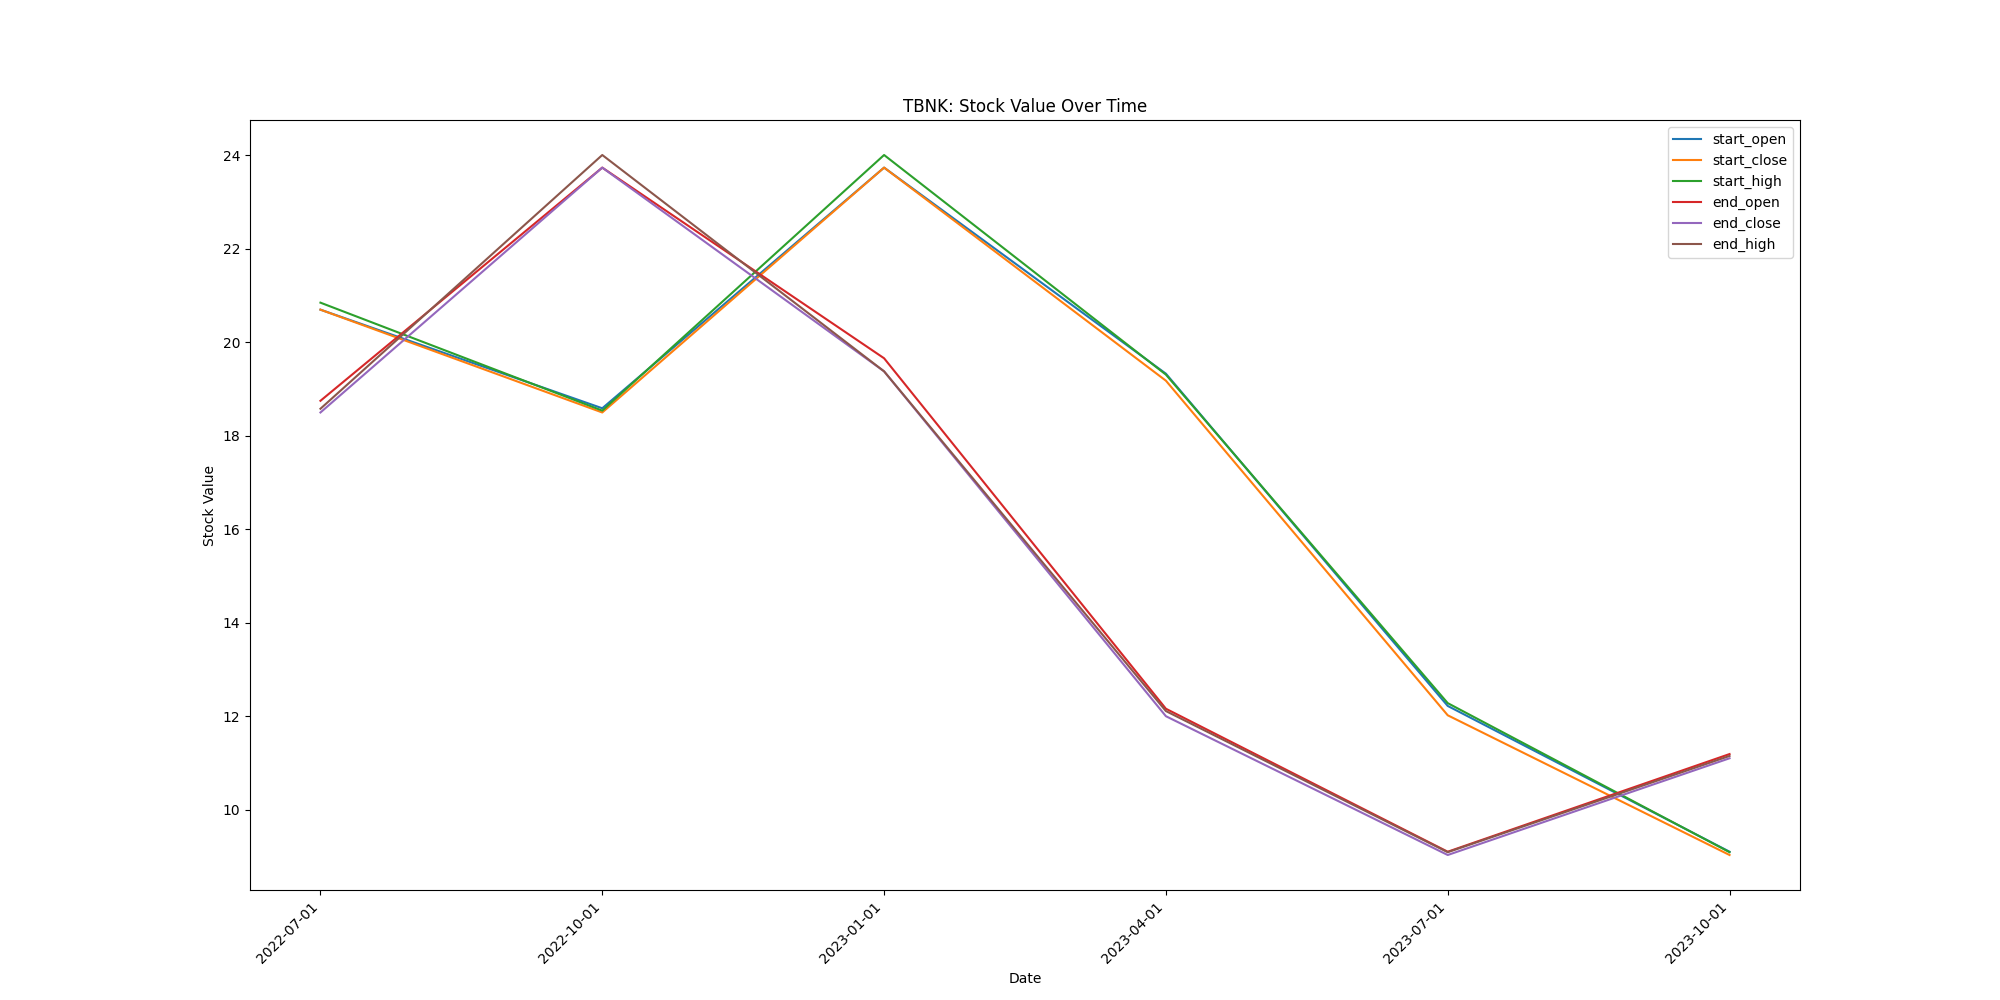 TBNK: Stock Value Over Time
start_open
start_close
start_high
end_open
end_close
end_high
24
22
20
18
16
14
12
10
Stock Value
2022-07-01
2022-10-01
2023-01-01
2023-04-01
2023-07-01
2023-10-01
Date